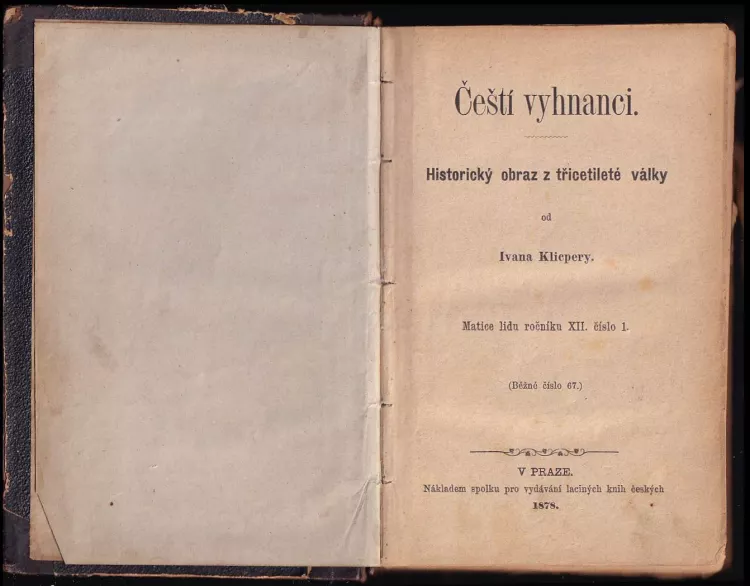 Čeští vyhnanci.
Historický obraz z třicetileté války
od
Ivana Klicpery.
Matice lidu ročníku XII. číslo 1.
(Běžné číslo 67.)
V PRAZE.
Nákladem spolku pro vydávání laciných knih českých
1878.